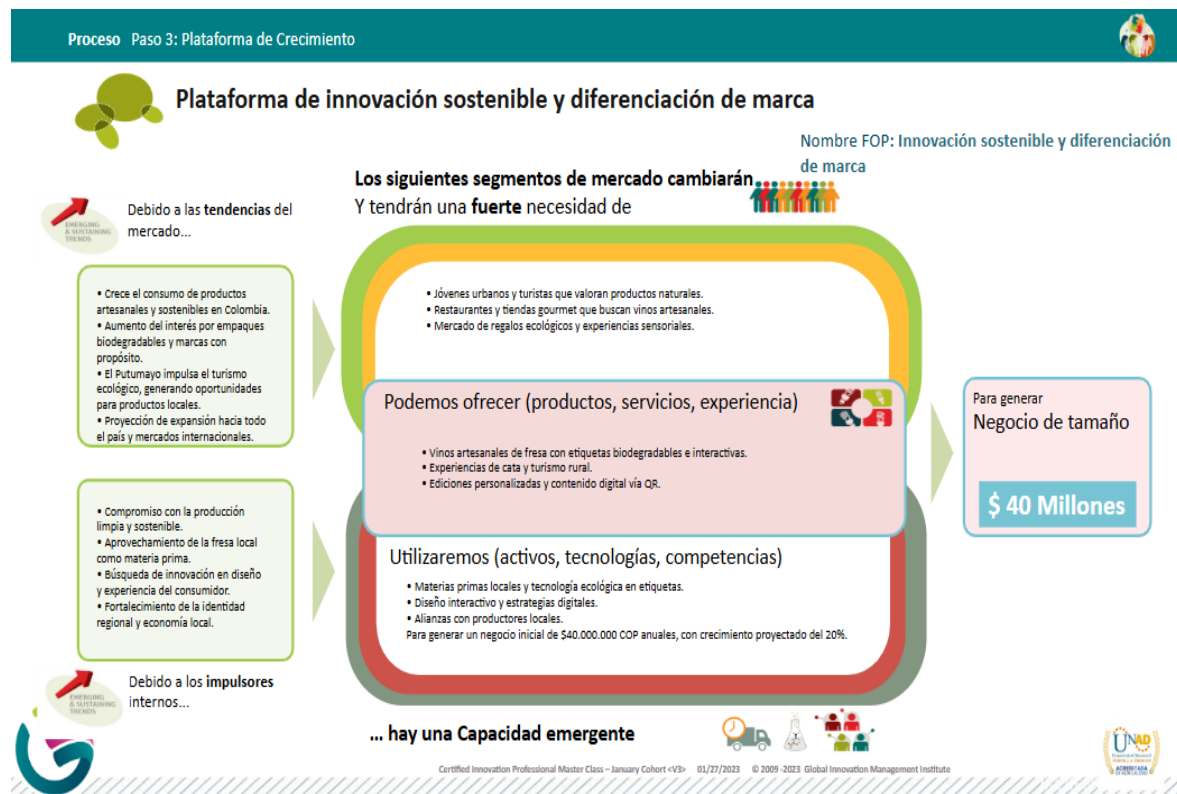 Proceso Paso 3: Plataforma de Crecimiento
Plataforma de innovación sostenible y diferenciación de marca
Nombre FOP: Innovación sostenible y diferenciación
de marca
Los siguientes segmentos de mercado cambiarán
Y tendrán una fuerte necesidad de
EMERGING
& SUSTAINING
TRENDS
Debido a las tendencias del
mercado...
• Crece el consumo de productos
artesanales y sostenibles en Colombia.
• Aumento del interés por empaques
biodegradables y marcas con
propósito.
• El Putumayo impulsa el turismo
ecológico, generando oportunidades
para productos locales.
• Proyección de expansión hacia todo
el país y mercados internacionales.
• Jóvenes urbanos y turistas que valoran productos naturales.
• Restaurantes y tiendas gourmet que buscan vinos artesanales.
• Mercado de regalos ecológicos y experiencias sensoriales.
Podemos ofrecer (productos, servicios, experiencia)
• Vinos artesanales de fresa con etiquetas biodegradables e interactivas.
• Experiencias de cata y turismo rural.
• Ediciones personalizadas y contenido digital vía QR.
Para generar
Negocio de tamaño
$ 40 Millones
• Compromiso con la producción
limpia y sostenible.
• Aprovechamiento de la fresa local
como materia prima.
• Búsqueda de innovación en diseño
y experiencia del consumidor.
• Fortalecimiento de la identidad
regional y economía local.
Utilizaremos (activos, tecnologías, competencias)
• Materias primas locales y tecnología ecológica en etiquetas.
• Diseño interactivo y estrategias digitales.
• Alianzas con productores locales.
Para generar un negocio inicial de $40.000.000 COP anuales, con crecimiento proyectado del 20%.
EMERGING
& SUSTAINING
TRENDS
Debido a los impulsores
internos...
... hay una Capacidad emergente
Certified Innovation Professional Master Class – January Cohort <V3> 01/27/2023 © 2009 -2023 Global Innovation Management Institute
UNAD